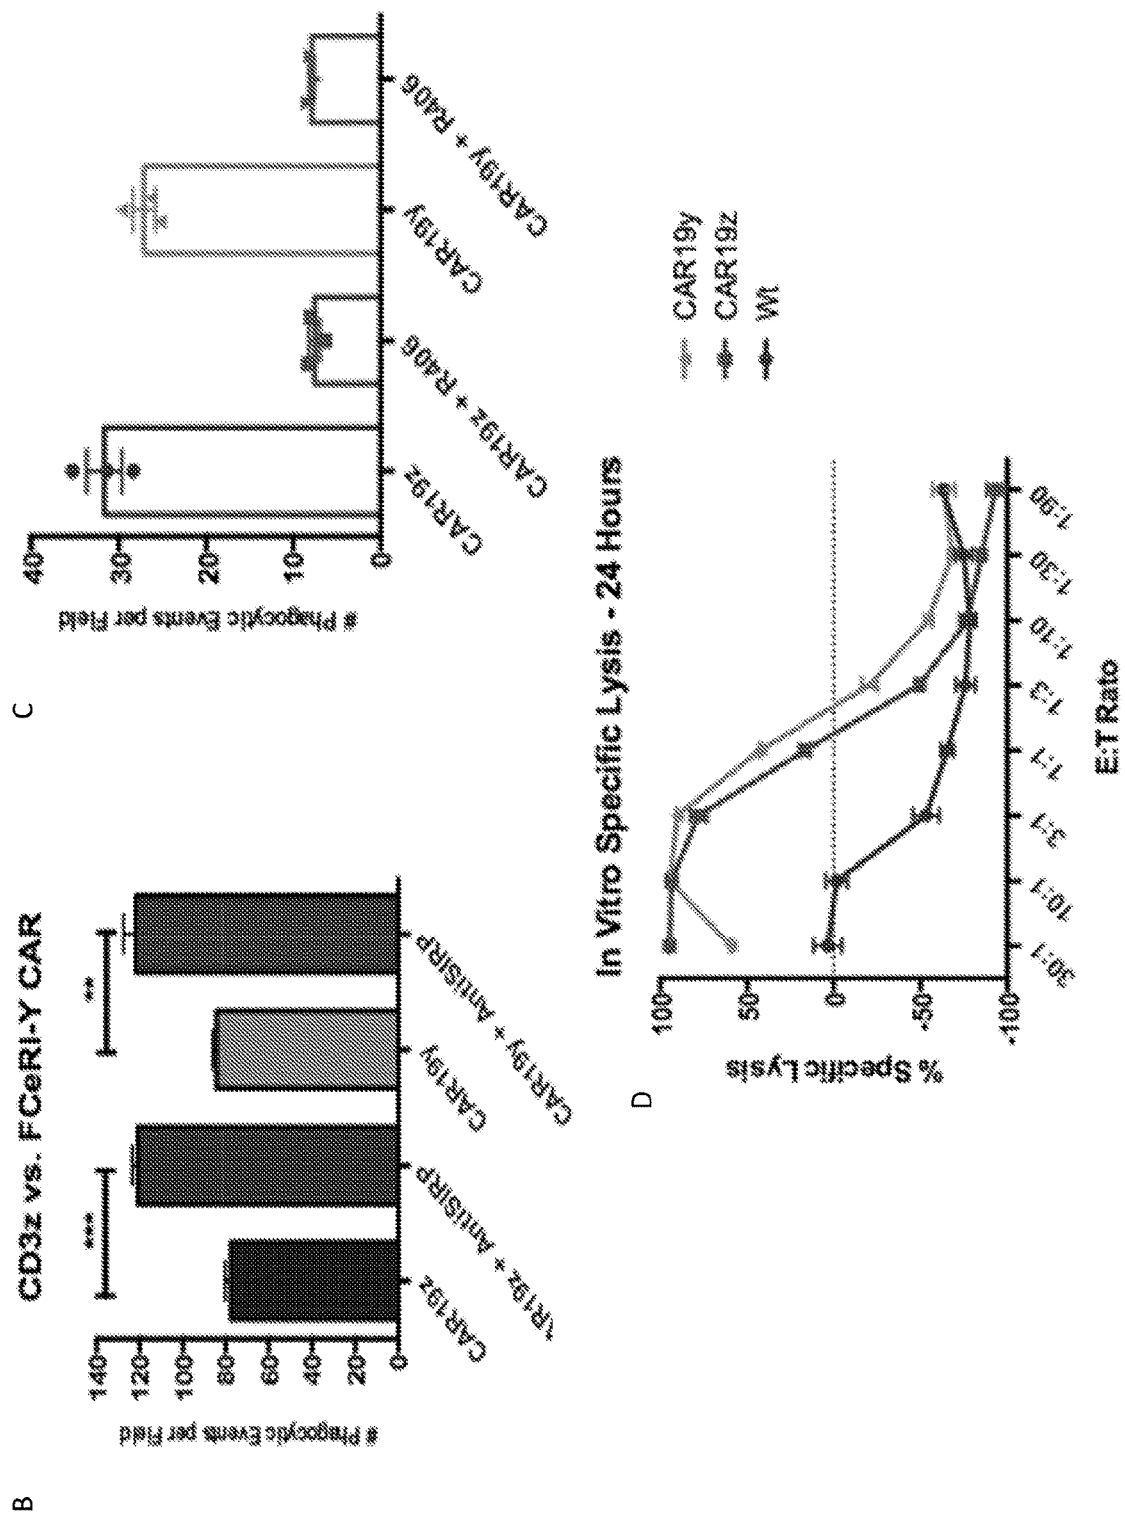 B
CD3z vs. FCeRI-Y CAR
# Phagocytic Events per Field
140
120
100
80
60
40
20
0
***
**
CAR19z
AR19z + AntiSIRP
CAR19y
CAR19y + AntiSIRP
C
# Phagocytic Events per Field
40
30
20
10
0
CAR19z
CAR19z + R406
CAR19y
CAR19y + R406
D
In Vitro Specific Lysis - 24 Hours
% Specific Lysis
100
50
0
-50
-100
30:1
10:1
3:1
1:1
1:3
1:10
1:30
1:90
E:T Rato
CAR19y
CAR19z
Wt